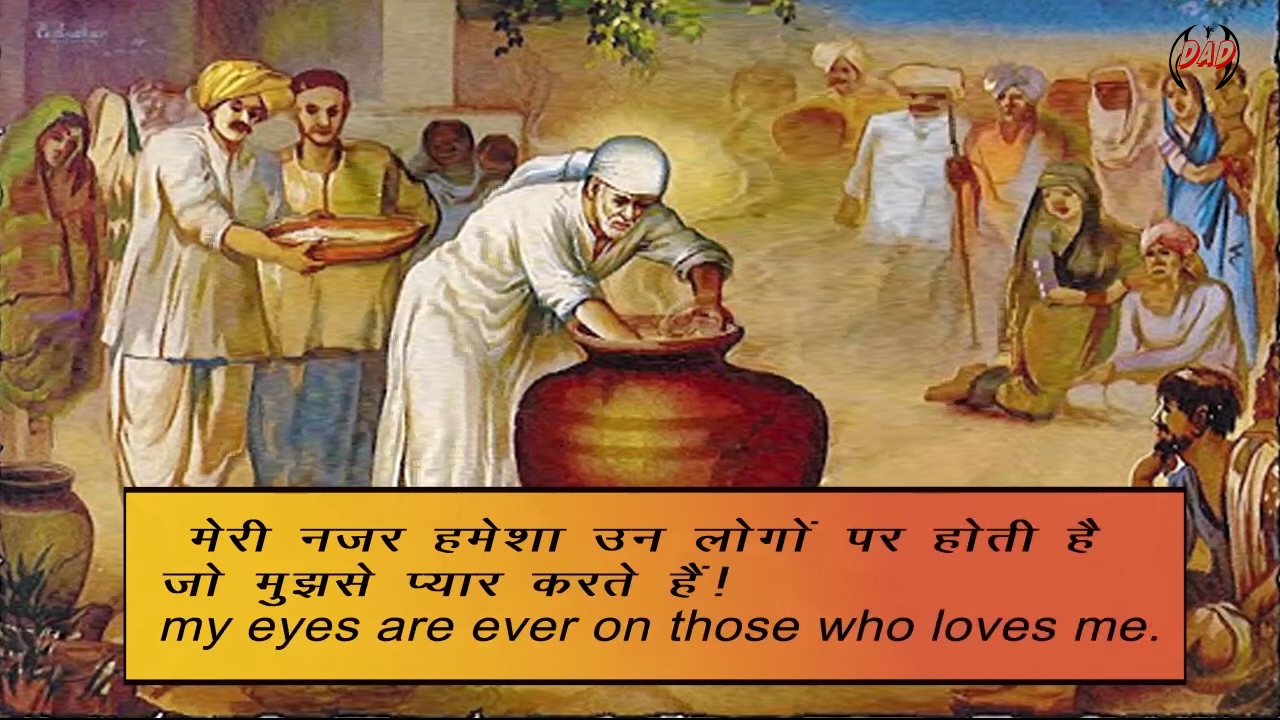 DAD
मेरी नजर हमेशा उन लोगों पर होती है
जो मुझसे प्यार करते हैं!
my eyes are ever on those who loves me.